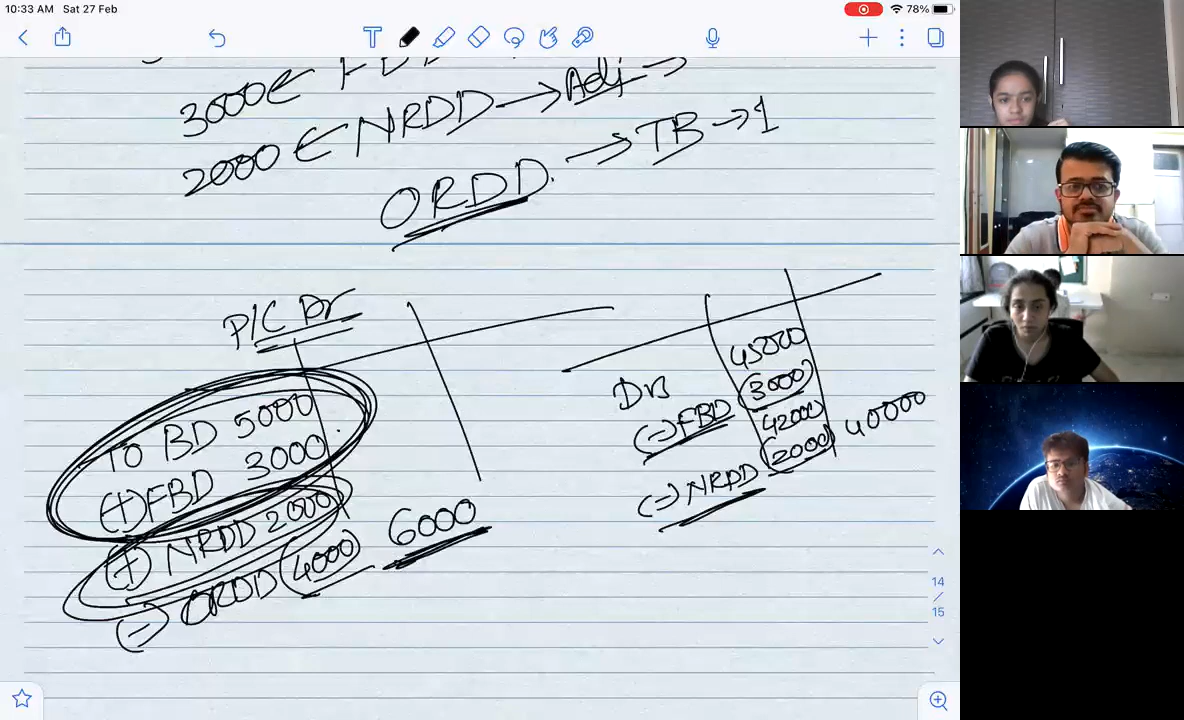 10:33 AM Sat 27 Feb
78%
3000 ← FBD
2000 ← NRDD → Adj →
ORDD. → TB → 1
P/L Dr
TO BD 5000
(+) FBD 3000
(+) NRDD 2000
(-) ORDD (4000) 6000
45000
DRS
(-) FBD (3000)
42000
(-) NRDD (2000) 40000
14
/
15